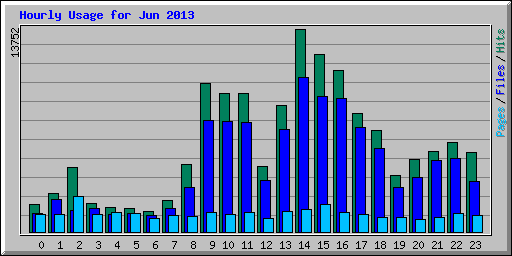 Hourly Usage for Jun 2013
13752
Pages / Files / Hits
0 1 2 3 4 5 6 7 8 9 10 11 12 13 14 15 16 17 18 19 20 21 22 23